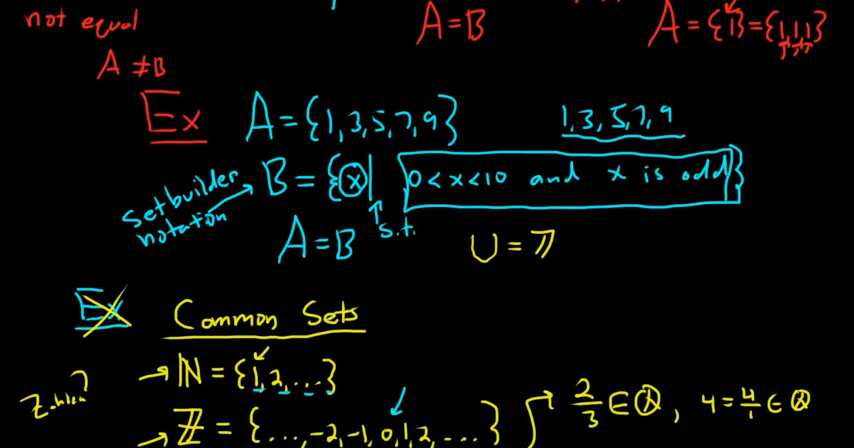 not equal
A ≠ B
A = B
A = {1} = {1,1,1}
Ex A = {1,3,5,7,9}
1,3,5,7,9
B = {x| 0<x<10 and x is odd}
setbuilder
notation
s.t.
A = B
U = ℤ
Ex Common Sets
ℕ = {1,2,...}
ℤ = {...,-2,-1,0,1,2,....}
2/3 ∈ ℚ, 4 = 4/1 ∈ ℚ